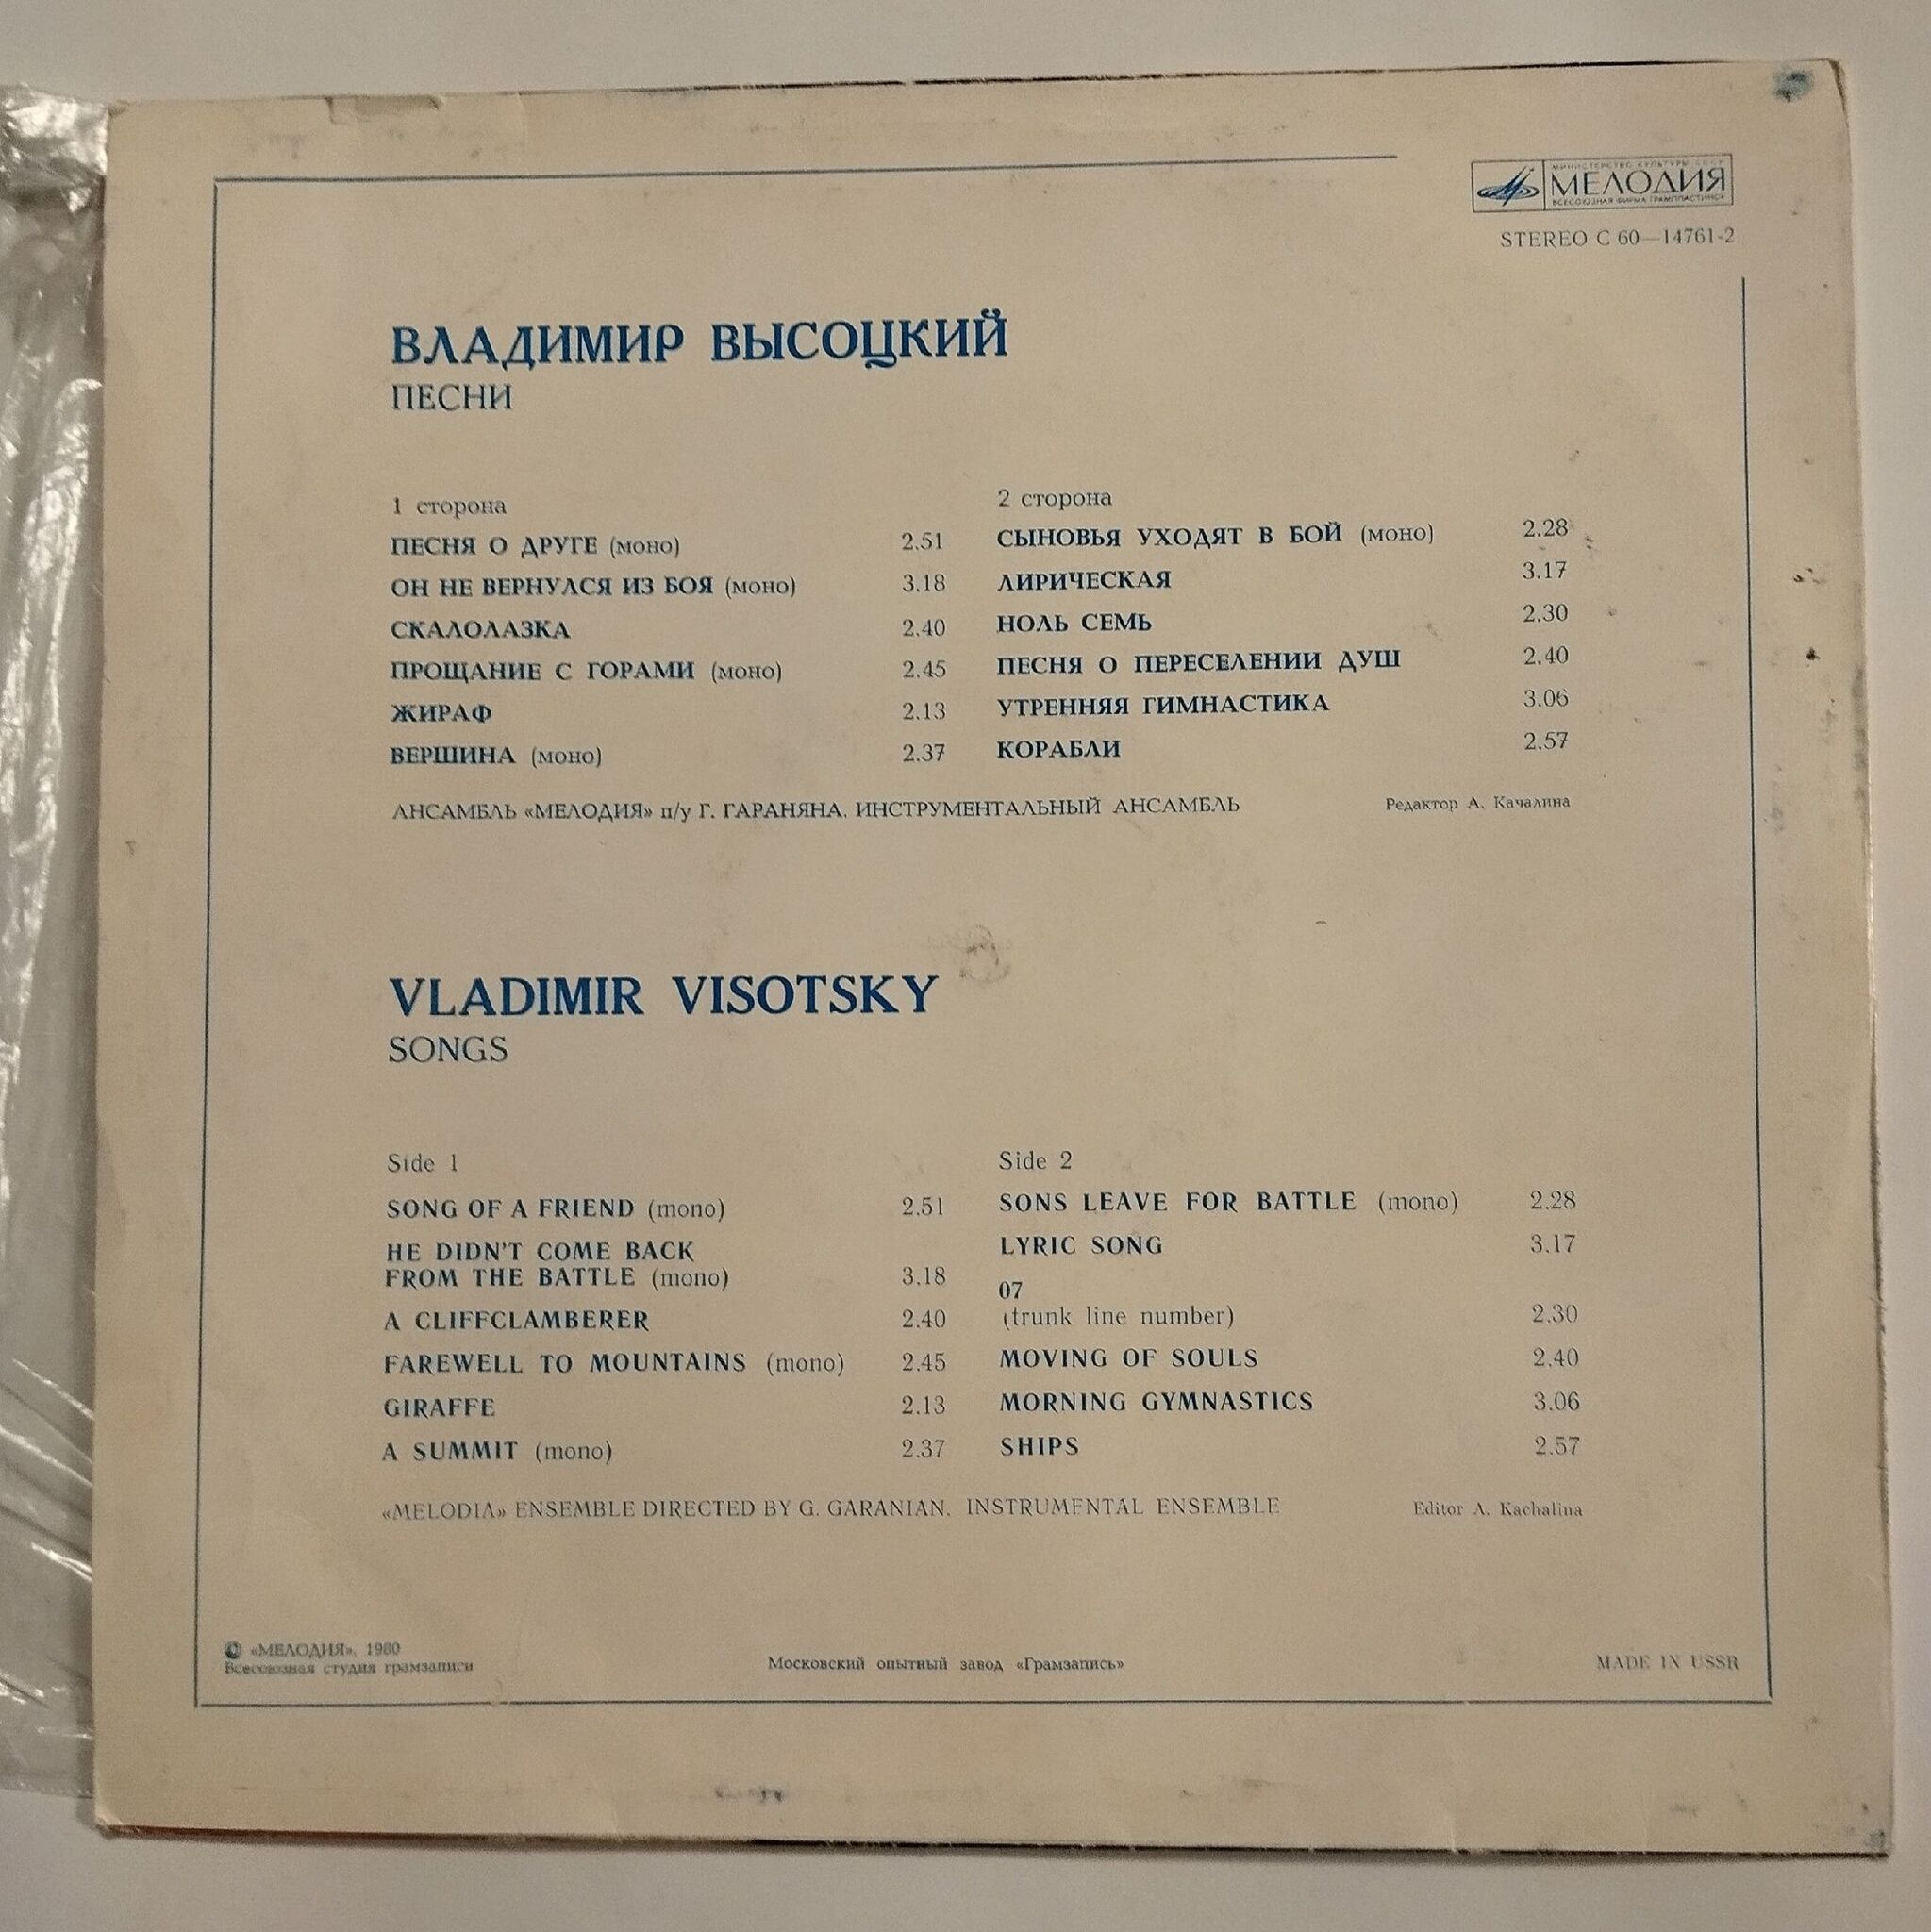 МИНИСТЕРСТВО КУЛЬТУРЫ СССР
МЕЛОДИЯ
ВСЕСОЮЗНАЯ ФИРМА ГРАМПЛАСТИНОК
STEREO С 60—14761-2
ВЛАДИМИР ВЫСОЦКИЙ
ПЕСНИ
1 сторона
ПЕСНЯ О ДРУГЕ (моно) 2.51
ОН НЕ ВЕРНУЛСЯ ИЗ БОЯ (моно) 3.18
СКАЛОЛАЗКА 2.40
ПРОЩАНИЕ С ГОРАМИ (моно) 2.45
ЖИРАФ 2.13
ВЕРШИНА (моно) 2.37
2 сторона
СЫНОВЬЯ УХОДЯТ В БОЙ (моно) 2.28
ЛИРИЧЕСКАЯ 3.17
НОЛЬ СЕМЬ 2.30
ПЕСНЯ О ПЕРЕСЕЛЕНИИ ДУШ 2.40
УТРЕННЯЯ ГИМНАСТИКА 3.06
КОРАБЛИ 2.57
АНСАМБЛЬ «МЕЛОДИЯ» п/у Г. ГАРАНЯНА. ИНСТРУМЕНТАЛЬНЫЙ АНСАМБЛЬ
Редактор А. Качалина
VLADIMIR VISOTSKY
SONGS
Side 1
SONG OF A FRIEND (mono) 2.51
HE DIDN'T COME BACK
FROM THE BATTLE (mono) 3.18
A CLIFFCLAMBERER 2.40
FAREWELL TO MOUNTAINS (mono) 2.45
GIRAFFE 2.13
A SUMMIT (mono) 2.37
Side 2
SONS LEAVE FOR BATTLE (mono) 2.28
LYRIC SONG 3.17
07
(trunk line number) 2.30
MOVING OF SOULS 2.40
MORNING GYMNASTICS 3.06
SHIPS 2.57
«MELODIA» ENSEMBLE DIRECTED BY G. GARANIAN. INSTRUMENTAL ENSEMBLE
Editor A. Kachalina
© «МЕЛОДИЯ», 1980
Всесоюзная студия грамзаписи
Московский опытный завод «Грамзапись»
MADE IN USSR